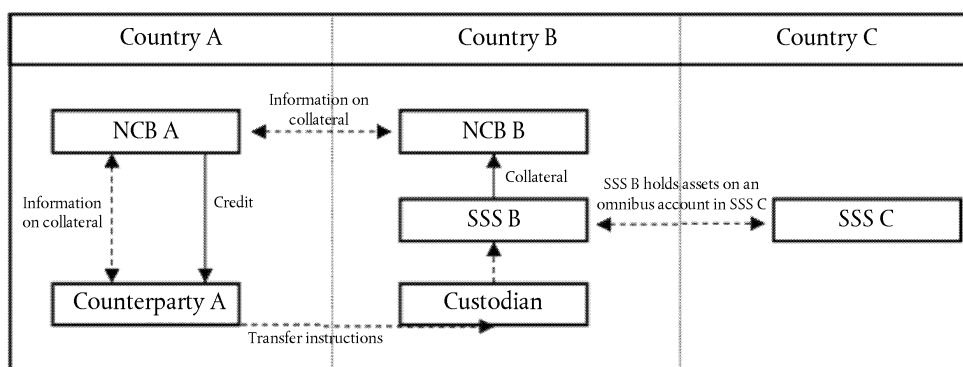 Country A
Country B
Country C
Information on
collateral
NCB A
NCB B
Information
on collateral
Credit
Collateral
SSS B holds assets on an
omnibus account in SSS C
SSS B
SSS C
Counterparty A
Custodian
Transfer instructions